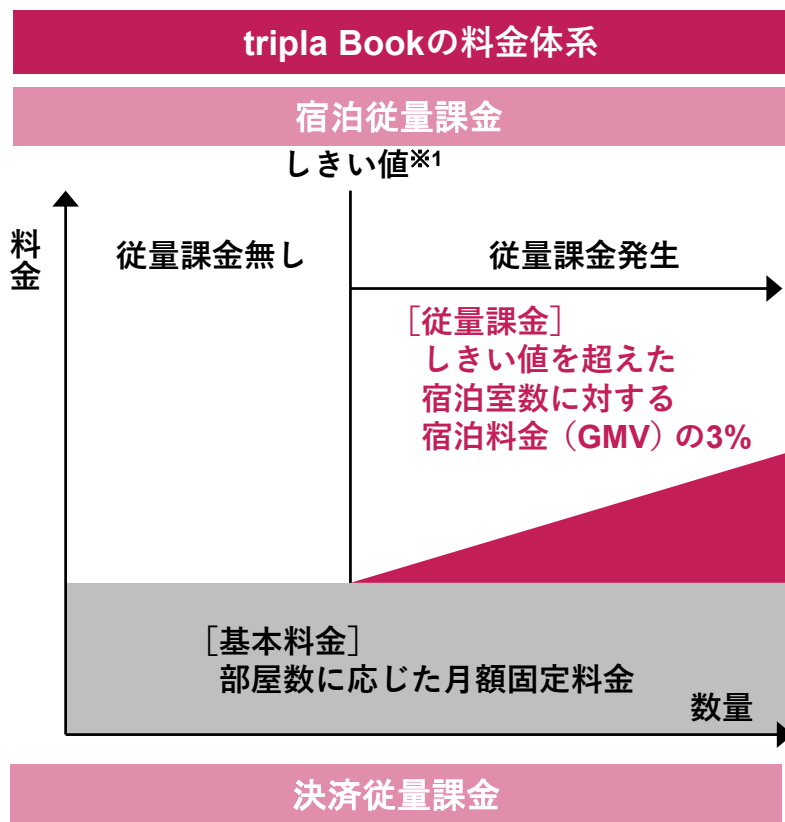 tripla Bookの料金体系
宿泊従量課金
しきい値※1
料金
従量課金無し
従量課金発生
［従量課金］
しきい値を超えた
宿泊室数に対する
宿泊料金（GMV）の3%
［基本料金］
部屋数に応じた月額固定料金
数量
決済従量課金